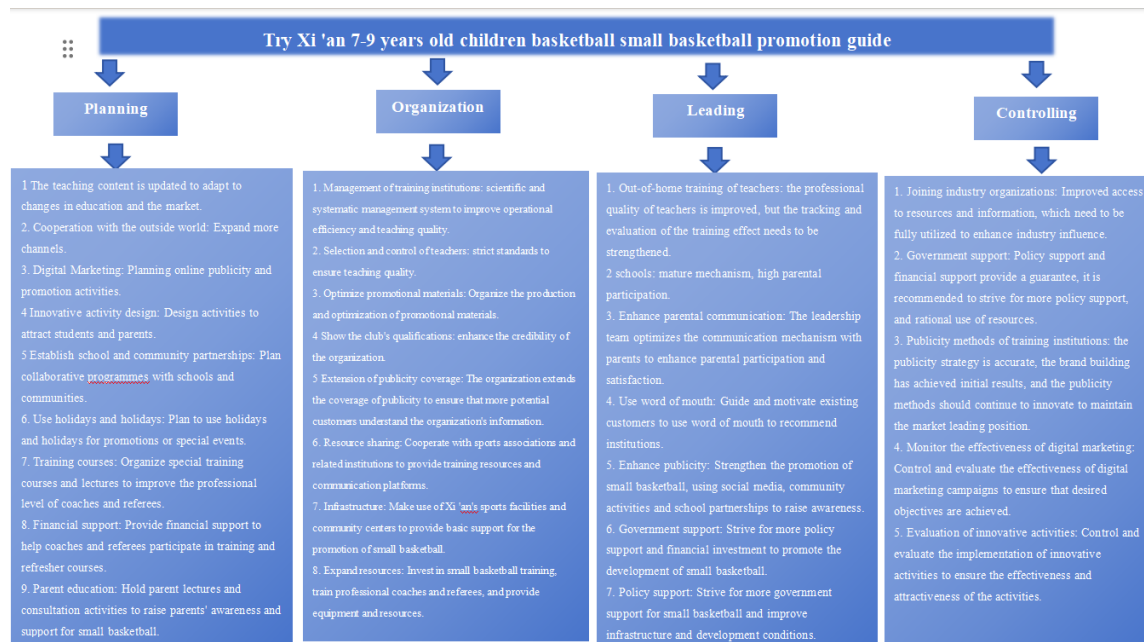 Try Xi 'an 7-9 years old children basketball small basketball promotion guide
Planning
1 The teaching content is updated to adapt to
changes in education and the market.
2. Cooperation with the outside world: Expand more
channels.
3. Digital Marketing: Planning online publicity and
promotion activities.
4 Innovative activity design: Design activities to
attract students and parents.
5 Establish school and community partnerships: Plan
collaborative programmes with schools and
communities.
6. Use holidays and holidays: Plan to use holidays
and holidays for promotions or special events.
7. Training courses: Organize special training
courses and lectures to improve the professional
level of coaches and referees.
8. Financial support: Provide financial support to
help coaches and referees participate in training and
refresher courses.
9. Parent education: Hold parent lectures and
consultation activities to raise parents' awareness and
support for small basketball.
Organization
1. Management of training institutions: scientific and
systematic management system to improve operational
efficiency and teaching quality.
2. Selection and control of teachers: strict standards to
ensure teaching quality.
3. Optimize promotional materials: Organize the production
and optimization of promotional materials.
4 Show the club's qualifications: enhance the credibility of
the organization.
5 Extension of publicity coverage: The organization extends
the coverage of publicity to ensure that more potential
customers understand the organization's information.
6. Resource sharing: Cooperate with sports associations and
related institutions to provide training resources and
communication platforms.
7. Infrastructure: Make use of Xi 'an's sports facilities and
community centers to provide basic support for the
promotion of small basketball.
8. Expand resources: Invest in small basketball training,
train professional coaches and referees, and provide
equipment and resources.
Leading
1. Out-of-home training of teachers: the professional
quality of teachers is improved, but the tracking and
evaluation of the training effect needs to be
strengthened.
2 schools: mature mechanism, high parental
participation.
3. Enhance parental communication: The leadership
team optimizes the communication mechanism with
parents to enhance parental participation and
satisfaction.
4. Use word of mouth: Guide and motivate existing
customers to use word of mouth to recommend
institutions.
5. Enhance publicity: Strengthen the promotion of
small basketball, using social media, community
activities and school partnerships to raise awareness.
6. Government support: Strive for more policy
support and financial investment to promote the
development of small basketball.
7. Policy support: Strive for more government
support for small basketball and improve
infrastructure and development conditions.
Controlling
1. Joining industry organizations: Improved access
to resources and information, which need to be
fully utilized to enhance industry influence.
2. Government support: Policy support and
financial support provide a guarantee, it is
recommended to strive for more policy support,
and rational use of resources.
3. Publicity methods of training institutions: the
publicity strategy is accurate, the brand building
has achieved initial results, and the publicity
methods should continue to innovate to maintain
the market leading position.
4. Monitor the effectiveness of digital marketing:
Control and evaluate the effectiveness of digital
marketing campaigns to ensure that desired
objectives are achieved.
5. Evaluation of innovative activities: Control and
evaluate the implementation of innovative
activities to ensure the effectiveness and
attractiveness of the activities.